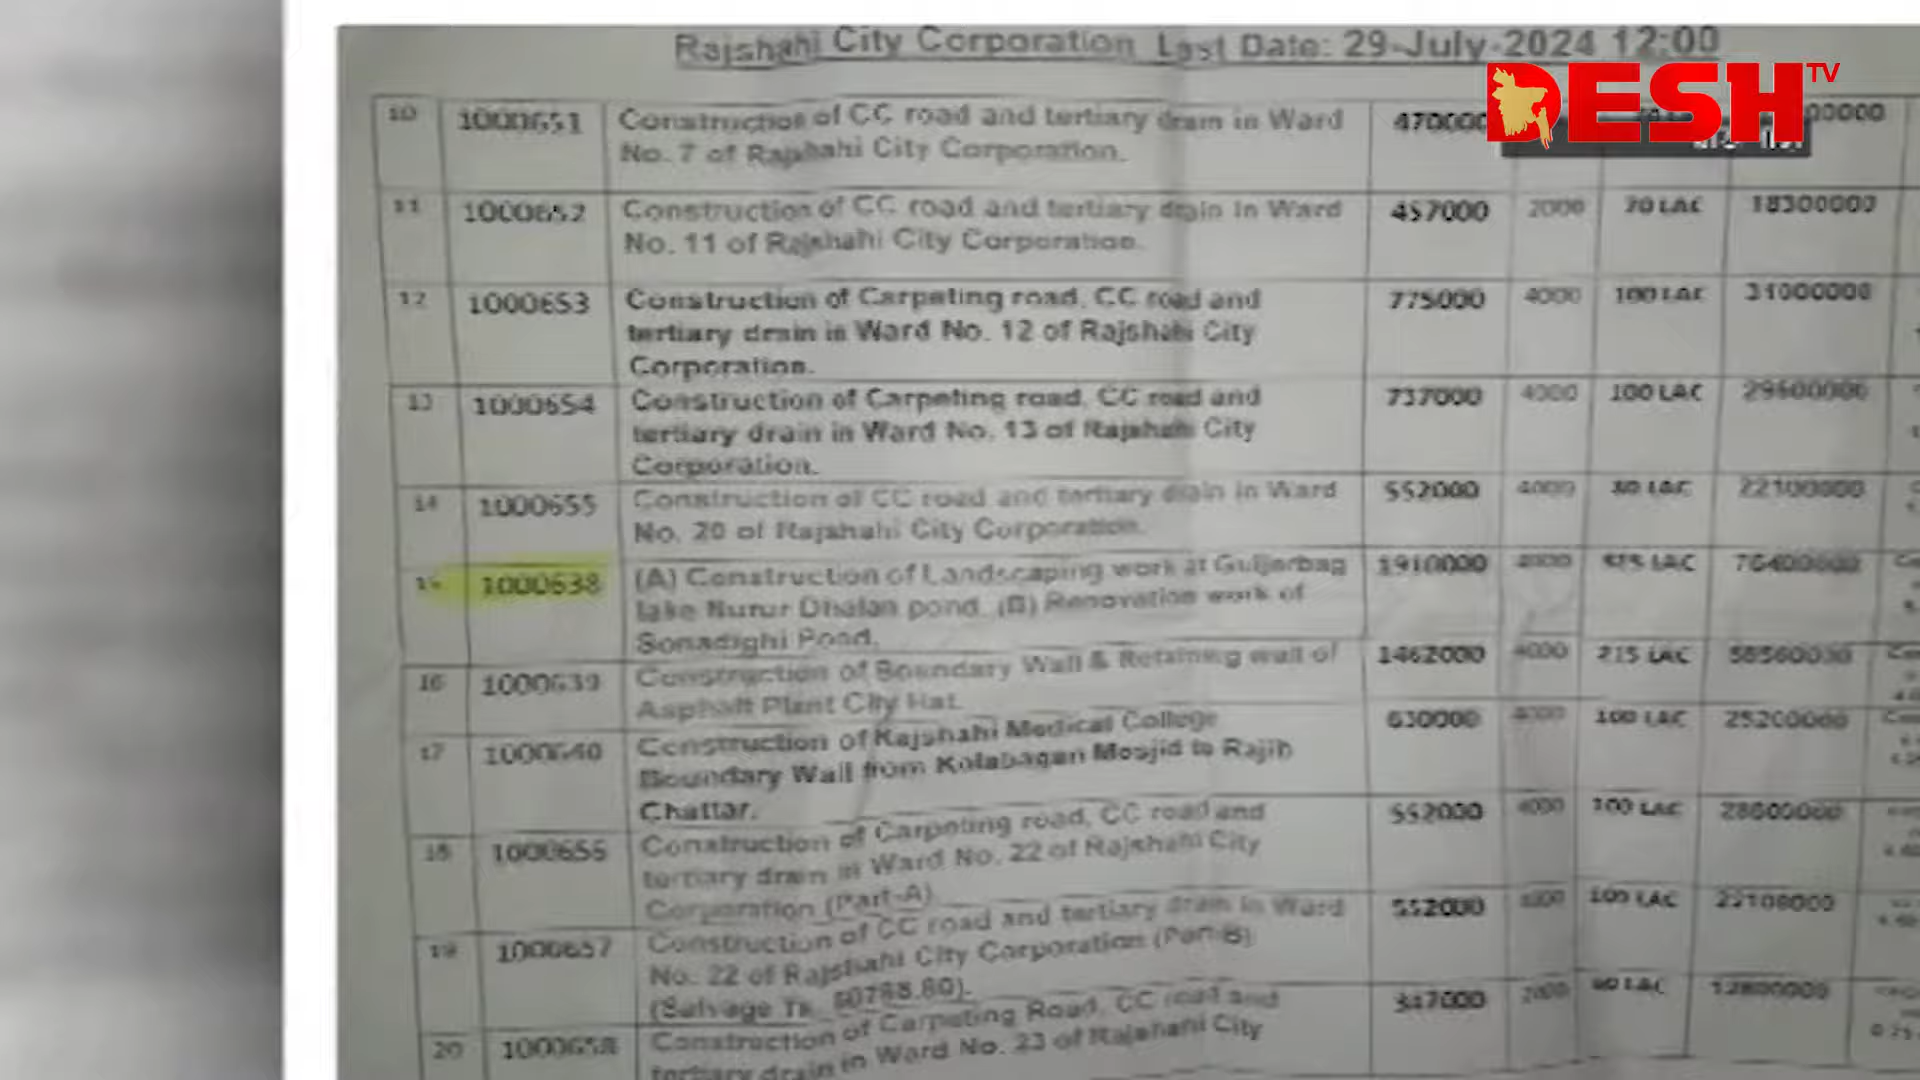 Rajshahi City Corporation Last Date: 29-July-2024 12:00
DESH TV
10 1000651 Construction of CC road and tertiary drain in Ward 470000
No. 7 of Rajshahi City Corporation.
11 1000652 Construction of CC road and tertiary drain in Ward 457000 2000 70 LAC 18300000
No. 11 of Rajshahi City Corporation.
12 1000653 Construction of Carpeting road, CC road and 775000 4000 100 LAC 31000000
tertiary drain in Ward No. 12 of Rajshahi City
Corporation.
13 1000654 Construction of Carpeting road, CC road and 737000 4000 100 LAC 29600000
tertiary drain in Ward No. 13 of Rajshahi City
Corporation.
14 1000655 Construction of CC road and tertiary drain in Ward 552000 4000 80 LAC 22100000
No. 20 of Rajshahi City Corporation.
1000638 (A) Construction of Landscaping work at 1910000 LAC 76400000
lake Dhalan pond, (B) Renovation work of
Sonadighi Pond.
16 1000639 Construction of Boundary Wall & Retaining wall of 1462000 4000 215 LAC
Asphalt Plant City Hat.
17 1000640 Construction of Rajshahi Medical College 630000 4000 100 LAC 25200000
Boundary Wall from Kolabagan Mosjid to Rajib
Chattar.
18 1000656 Construction of Carpeting road, CC road and 552000 4000 100 LAC
tertiary drain in Ward No. 22 of Rajshahi City
Corporation (Part-A)
19 1000657 Construction of CC road and tertiary drain in Ward 552000 100 LAC 22100000
No. 22 of Rajshahi City Corporation (Part-B)
(Salvage Tk.
20 1000658 Construction of Carpeting Road, CC road and 347000 LAC
tertiary drain in Ward No. 23 of Rajshahi City